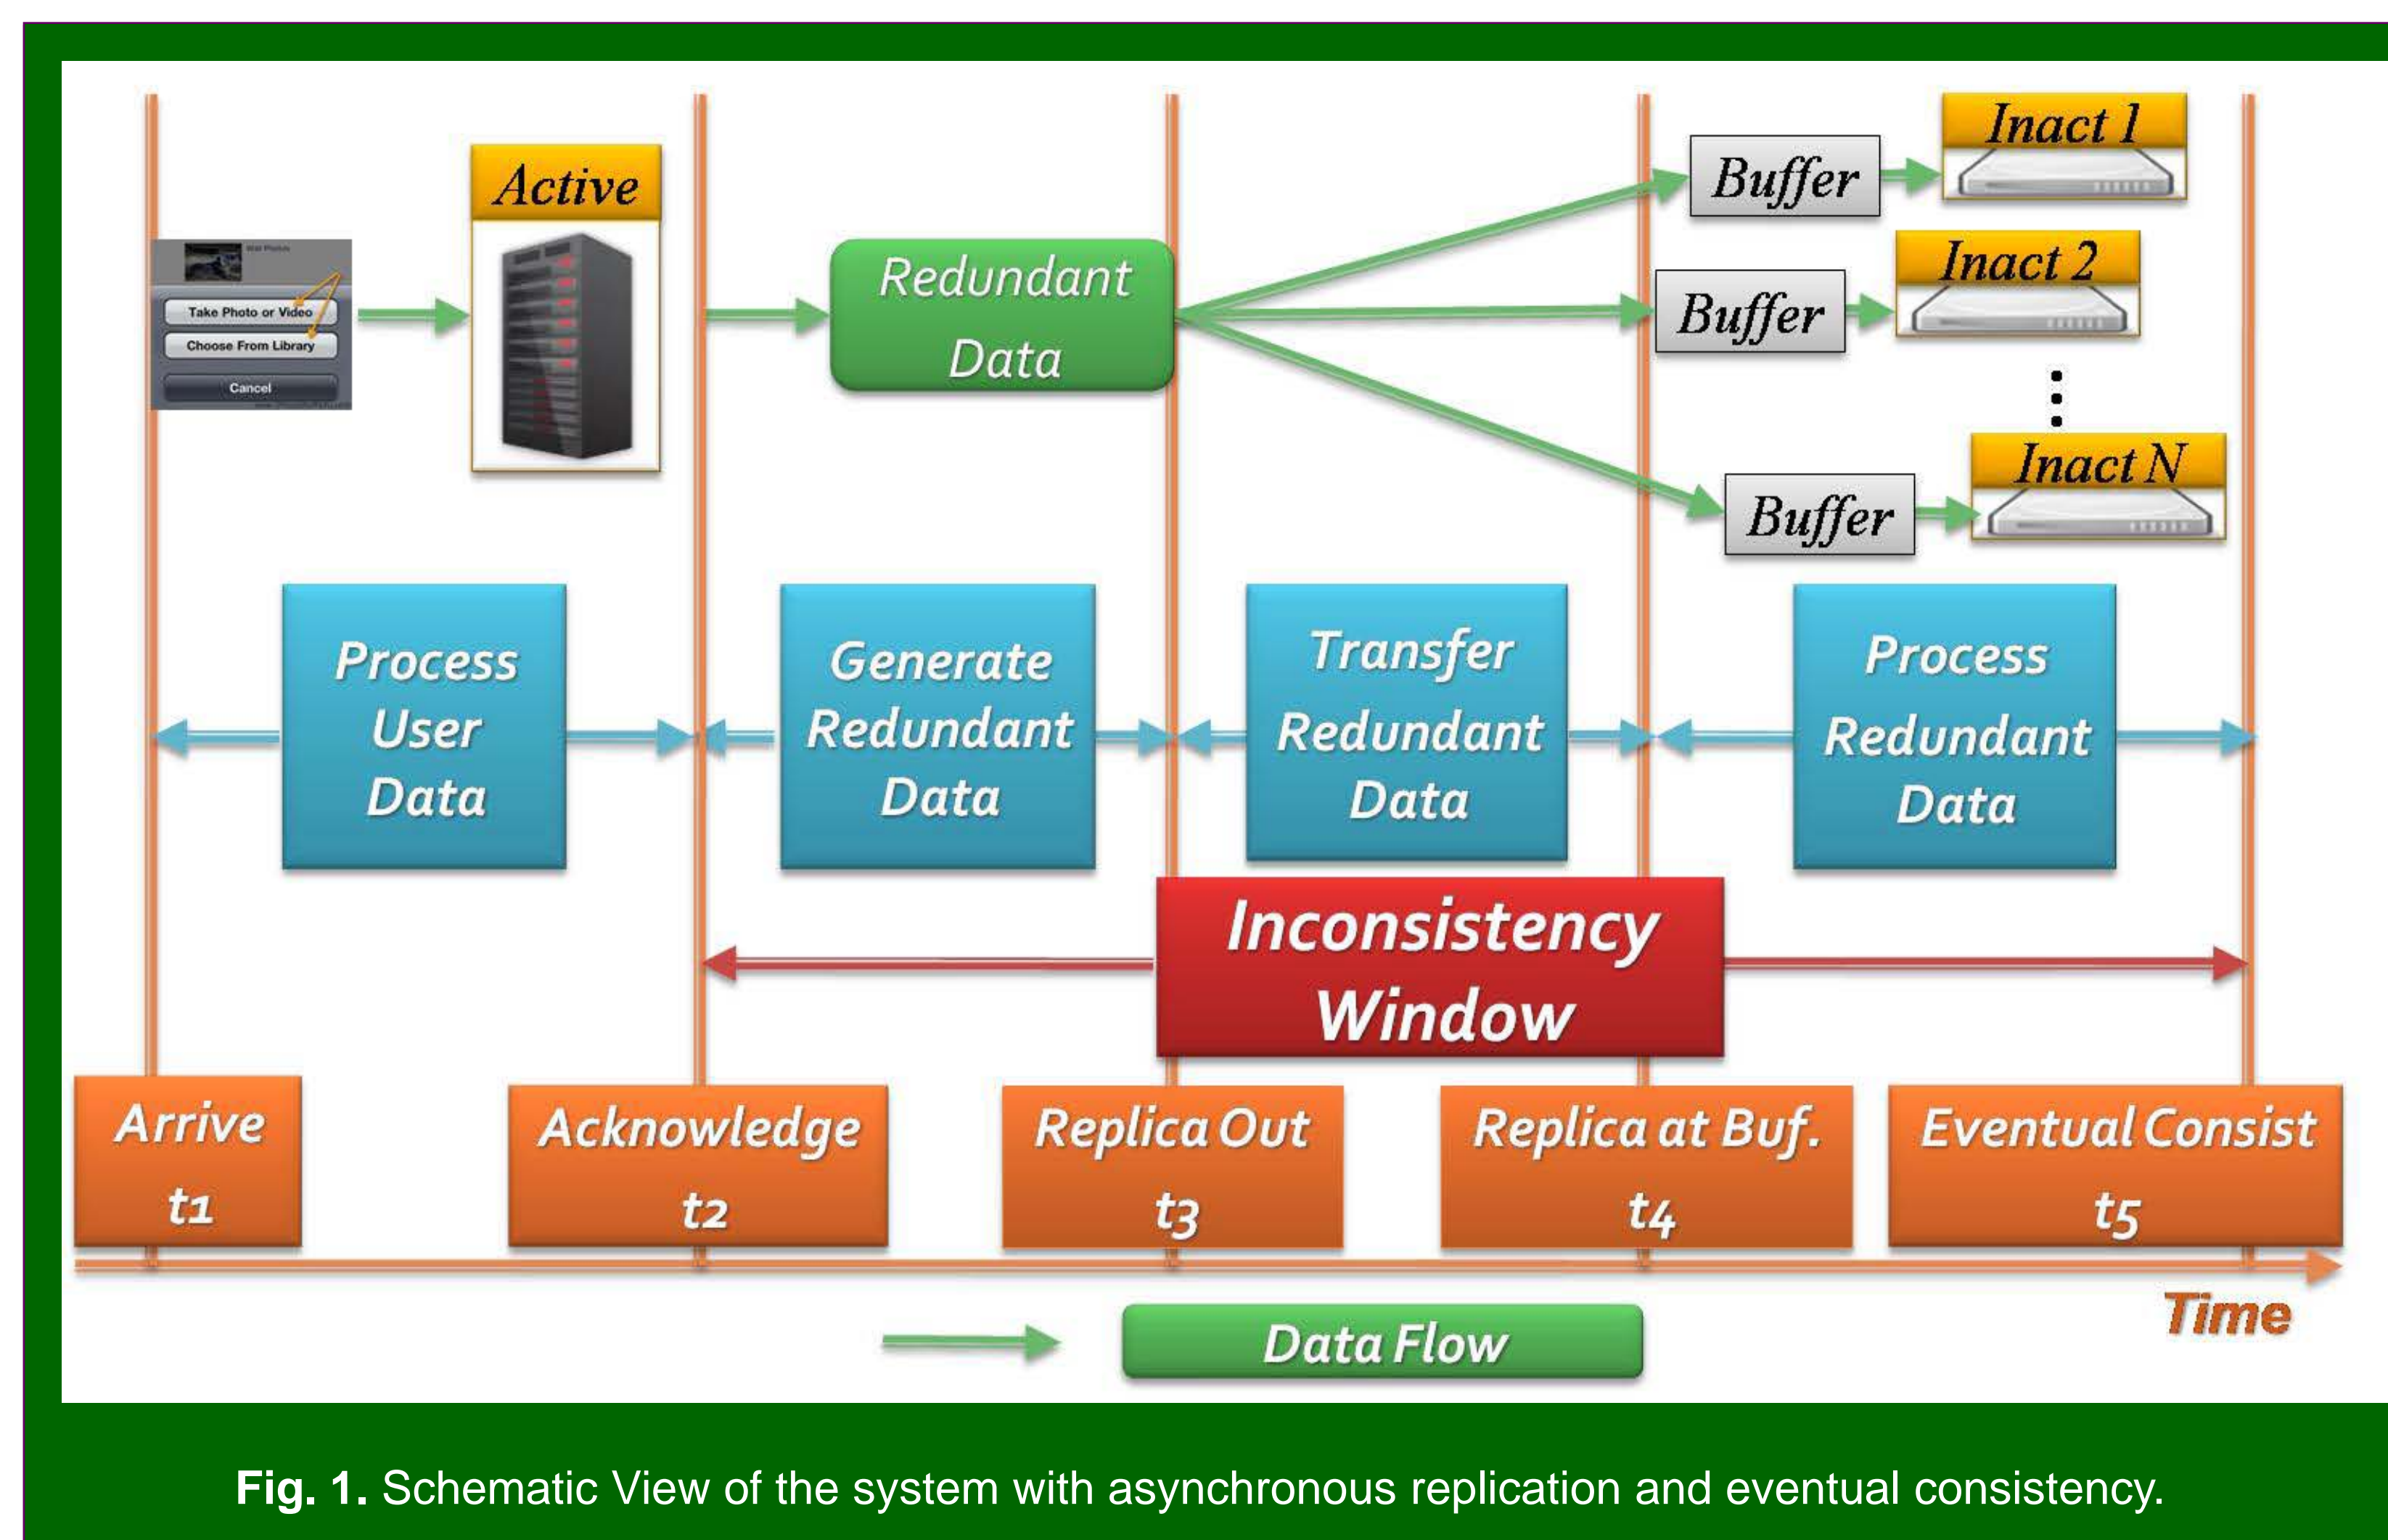 Active
Take Photo or Video
Choose From Library
Cancel
Redundant
Data
Buffer
Inact 1
Buffer
Inact 2
Buffer
Inact N
Process
User
Data
Generate
Redundant
Data
Transfer
Redundant
Data
Process
Redundant
Data
Inconsistency
Window
Arrive
t1
Acknowledge
t2
Replica Out
t3
Replica at Buf.
t4
Eventual Consist
t5
Time
Data Flow
Fig. 1. Schematic View of the system with asynchronous replication and eventual consistency.